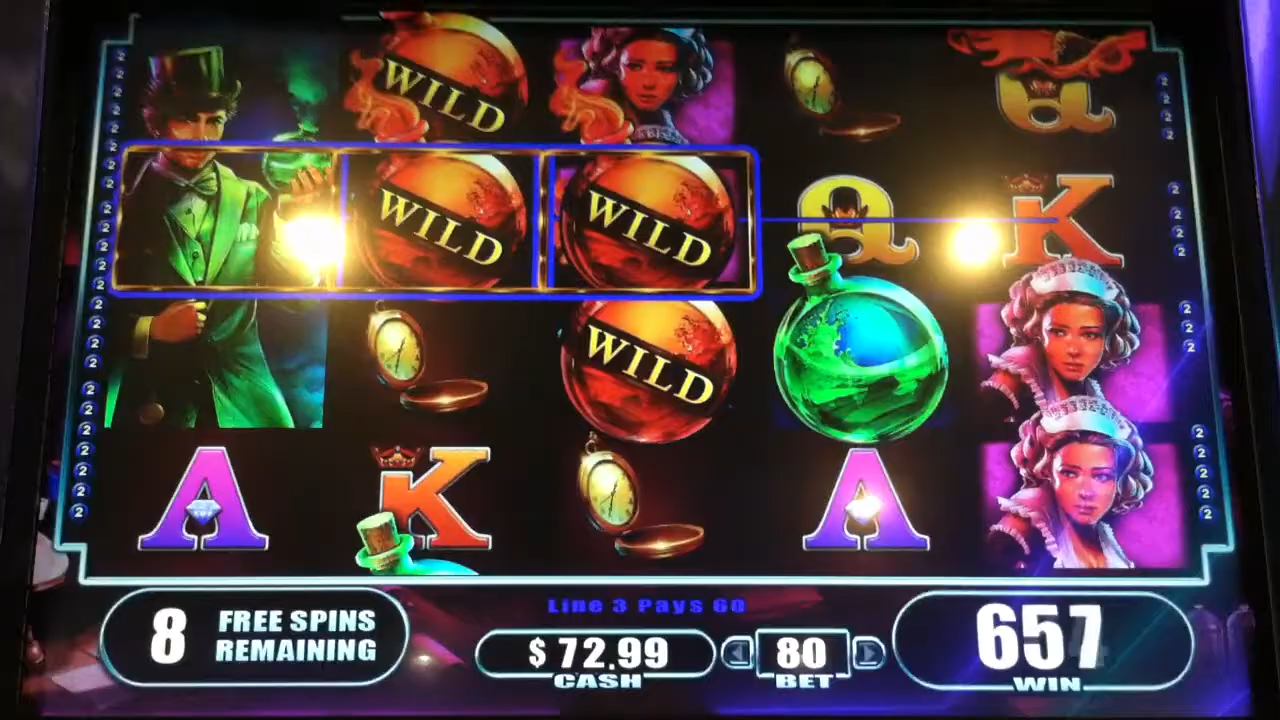 WILD
WILD
WILD
WILD
Q
Q
K
A
K
A
8
FREE SPINS
REMAINING
Line 3 Pays 60
$72.99
CASH
80
BET
657
WIN